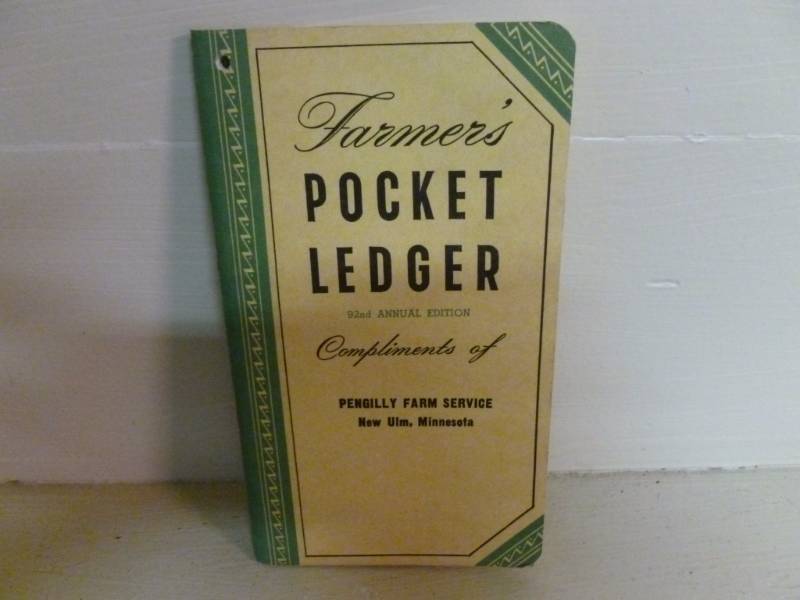 Farmer's
POCKET
LEDGER
92nd ANNUAL EDITION
Compliments of
PENGILLY FARM SERVICE
New Ulm, Minnesota